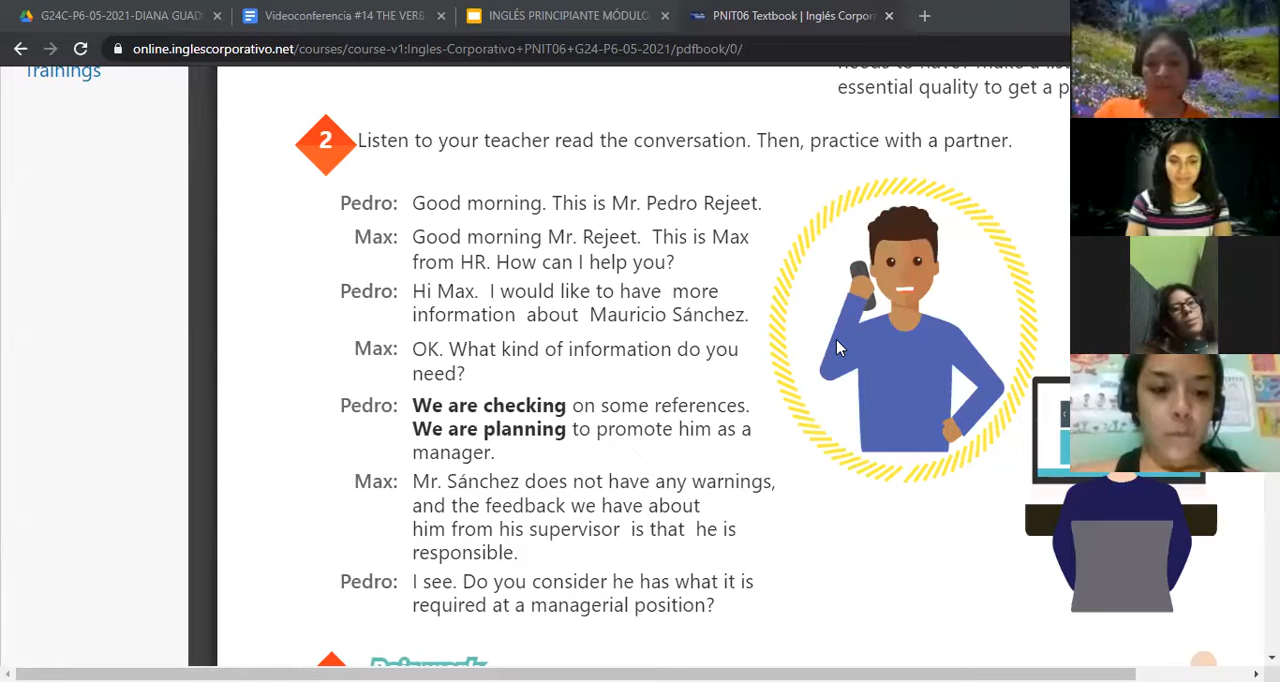 G24C-P6-05-2021-DIANA GUAD
Videoconferencia #14 THE VERB
INGLÉS PRINCIPIANTE MÓDULO
PNIT06 Textbook | Inglés Corpora
online.inglescorporativo.net/courses/course-v1:Ingles-Corporativo+PNIT06+G24-P6-05-2021/pdfbook/0/
Trainings
needs to have? Make a lis
essential quality to get a p
2
Listen to your teacher read the conversation. Then, practice with a partner.
Pedro: Good morning. This is Mr. Pedro Rejeet.
Max: Good morning Mr. Rejeet. This is Max
from HR. How can I help you?
Pedro: Hi Max. I would like to have more
information about Mauricio Sánchez.
Max: OK. What kind of information do you
need?
Pedro: We are checking on some references.
We are planning to promote him as a
manager.
Max: Mr. Sánchez does not have any warnings,
and the feedback we have about
him from his supervisor is that he is
responsible.
Pedro: I see. Do you consider he has what it is
required at a managerial position?